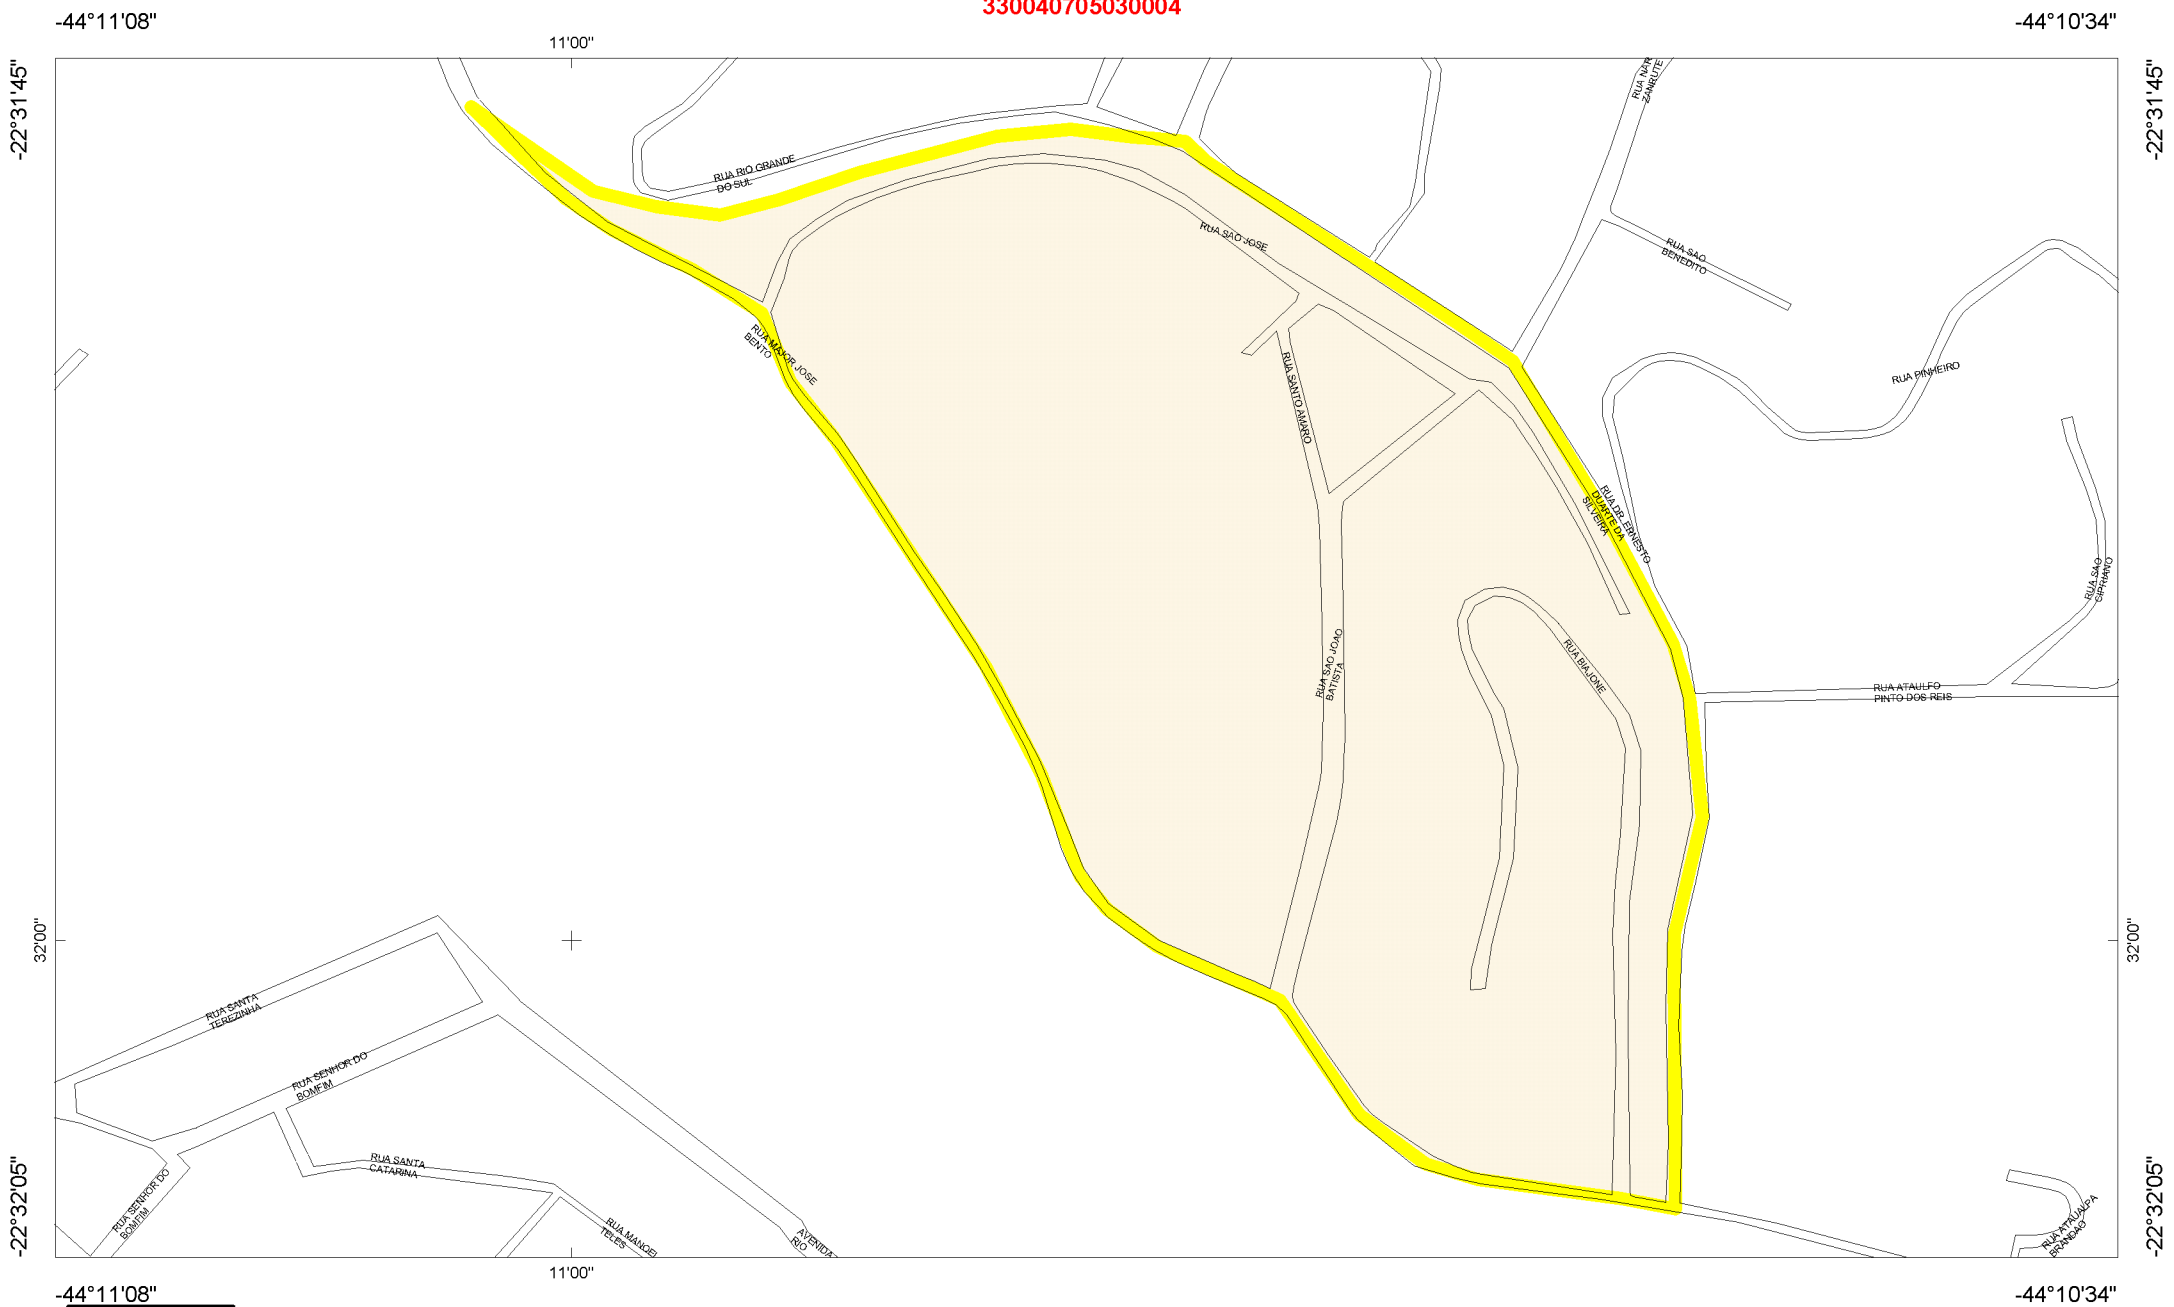 330040705030004
-44°11'08"
-44°10'34"
11'00"
-22°31'45"
-22°31'45"
RUA NAR
ZANRUTE
RUA RIO GRANDE
DO SUL
RUA SAO JOSE
RUA SAO
BENEDITO
RUA MAJOR JOSE
BENTO
RUA SANTO AMARO
RUA PINHEIRO
RUA DR. ERNESTO
DUARTE DA
SILVEIRA
RUA SAO
CIPRIANO
RUA SAO JOAO
BATISTA
RUA BIAJONE
RUA ATAULFO
PINTO DOS REIS
32'00"
32'00"
RUA SANTA
TEREZINHA
RUA SENHOR DO
BOMFIM
RUA SANTA
CATARINA
RUA SENHOR DO
BOMFIM
RUA MANOEL
TELES
AVENIDA
RIO
RUA ATAUALPA
BRANDAO
-22°32'05"
-22°32'05"
11'00"
-44°11'08"
-44°10'34"